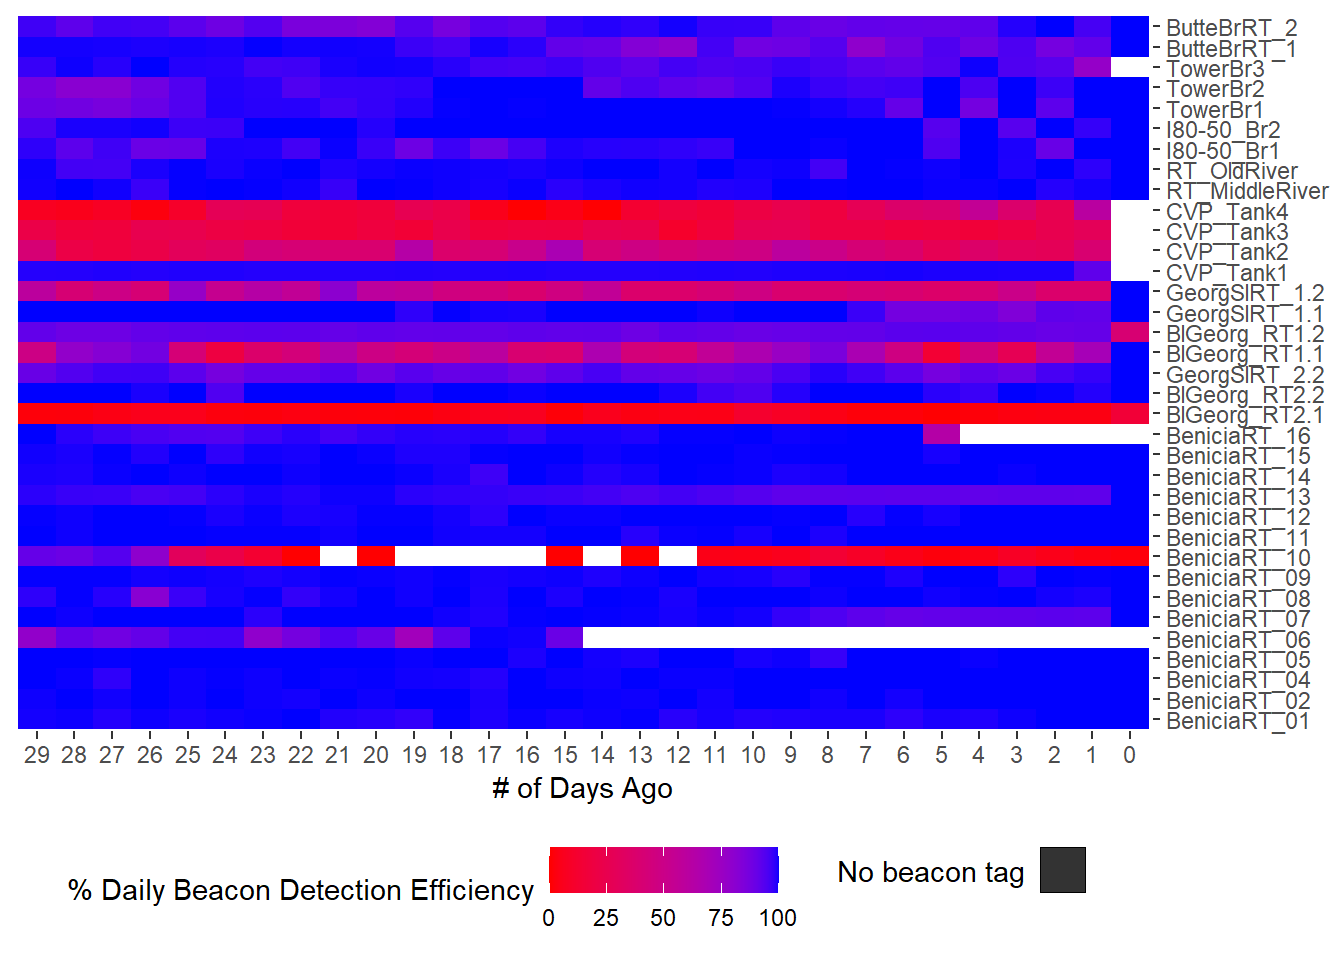 ButteBrRT_2
ButteBrRT_1
TowerBr3
TowerBr2
TowerBr1
I80-50_Br2
I80-50_Br1
RT_OldRiver
RT_MiddleRiver
CVP_Tank4
CVP_Tank3
CVP_Tank2
CVP_Tank1
GeorgSlRT_1.2
GeorgSlRT_1.1
BlGeorg_RT1.2
BlGeorg_RT1.1
GeorgSlRT_2.2
BlGeorg_RT2.2
BlGeorg_RT2.1
BeniciaRT_16
BeniciaRT_15
BeniciaRT_14
BeniciaRT_13
BeniciaRT_12
BeniciaRT_11
BeniciaRT_10
BeniciaRT_09
BeniciaRT_08
BeniciaRT_07
BeniciaRT_06
BeniciaRT_05
BeniciaRT_04
BeniciaRT_02
BeniciaRT_01
29 28 27 26 25 24 23 22 21 20 19 18 17 16 15 14 13 12 11 10 9 8 7 6 5 4 3 2 1 0
# of Days Ago
% Daily Beacon Detection Efficiency
0 25 50 75 100
No beacon tag